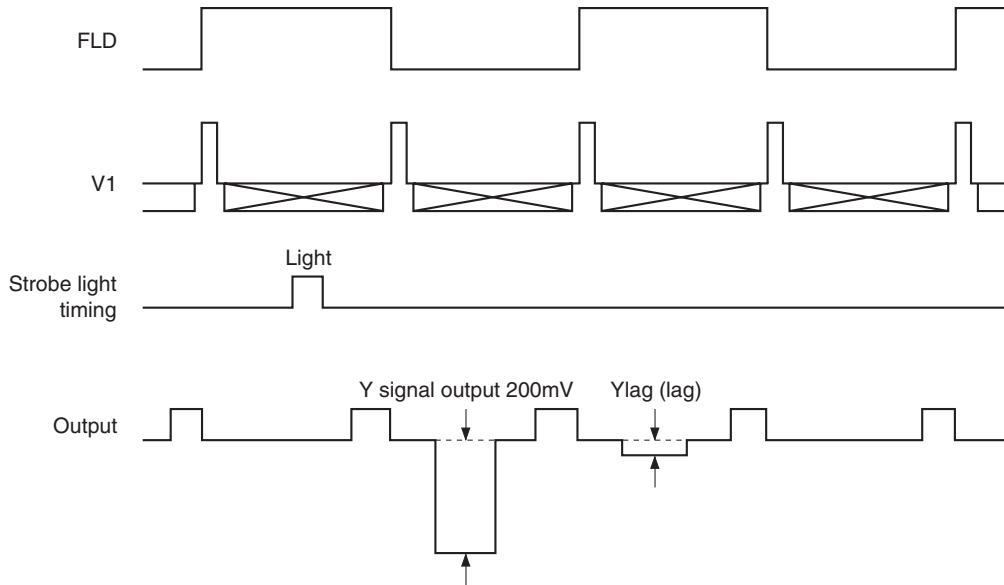 FLD
V1
Light
Strobe light
timing
Y signal output 200mV
Ylag (lag)
Output